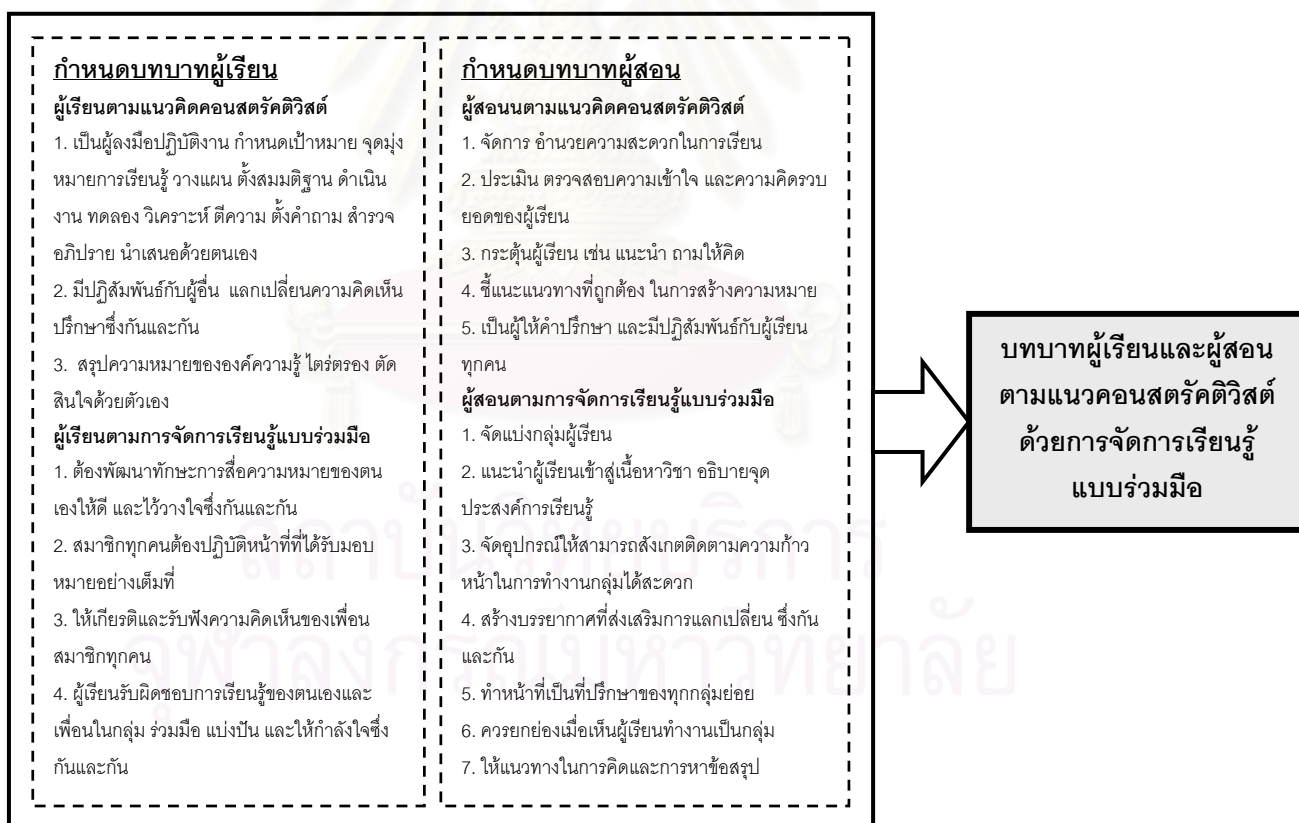 กำหนดบทบาทผู้เรียน
ผู้เรียนตามแนวคิดคอนสตรัคติวิสต์
1. เป็นผู้ลงมือปฏิบัติงาน กำหนดเป้าหมาย จุดมุ่ง
หมายการเรียนรู้ วางแผน ตั้งสมมติฐาน ดำเนิน
งาน ทดลอง วิเคราะห์ ตีความ ตั้งคำถาม สำรวจ
อภิปราย นำเสนอด้วยตนเอง
2. มีปฏิสัมพันธ์กับผู้อื่น แลกเปลี่ยนความคิดเห็น
ปรึกษาซึ่งกันและกัน
3. สรุปความหมายขององค์ความรู้ ไตร่ตรอง ตัด
สินใจด้วยตัวเอง
ผู้เรียนตามการจัดการเรียนรู้แบบร่วมมือ
1. ต้องพัฒนาทักษะการสื่อความหมายของตน
เองให้ดี และไว้วางใจซึ่งกันและกัน
2. สมาชิกทุกคนต้องปฏิบัติหน้าที่ที่ได้รับมอบ
หมายอย่างเต็มที่
3. ให้เกียรติและรับฟังความคิดเห็นของเพื่อน
สมาชิกทุกคน
4. ผู้เรียนรับผิดชอบการเรียนรู้ของตนเองและ
เพื่อนในกลุ่ม ร่วมมือ แบ่งปัน และให้กำลังใจซึ่ง
กันและกัน
กำหนดบทบาทผู้สอน
ผู้สอนนตามแนวคิดคอนสตรัคติวิสต์
1. จัดการ อำนวยความสะดวกในการเรียน
2. ประเมิน ตรวจสอบความเข้าใจ และความคิดรวบ
ยอดของผู้เรียน
3. กระตุ้นผู้เรียน เช่น แนะนำ ถามให้คิด
4. ชี้แนะแนวทางที่ถูกต้อง ในการสร้างความหมาย
5. เป็นผู้ให้คำปรึกษา และมีปฏิสัมพันธ์กับผู้เรียน
ทุกคน
ผู้สอนตามการจัดการเรียนรู้แบบร่วมมือ
1. จัดแบ่งกลุ่มผู้เรียน
2. แนะนำผู้เรียนเข้าสู่เนื้อหาวิชา อธิบายจุด
ประสงค์การเรียนรู้
3. จัดอุปกรณ์ให้สามารถสังเกตติดตามความก้าว
หน้าในการทำงานกลุ่มได้สะดวก
4. สร้างบรรยากาศที่ส่งเสริมการแลกเปลี่ยน ซึ่งกัน
และกัน
5. ทำหน้าที่เป็นที่ปรึกษาของทุกกลุ่มย่อย
6. ควรยกย่องเมื่อเห็นผู้เรียนทำงานเป็นกลุ่ม
7. ให้แนวทางในการคิดและการหาข้อสรุป
บทบาทผู้เรียนและผู้สอน
ตามแนวคอนสตรัคติวิสต์
ด้วยการจัดการเรียนรู้
แบบร่วมมือ
สถาบันวิทยบริการ
จุฬาลงกรณ์มหาวิทยาลัย